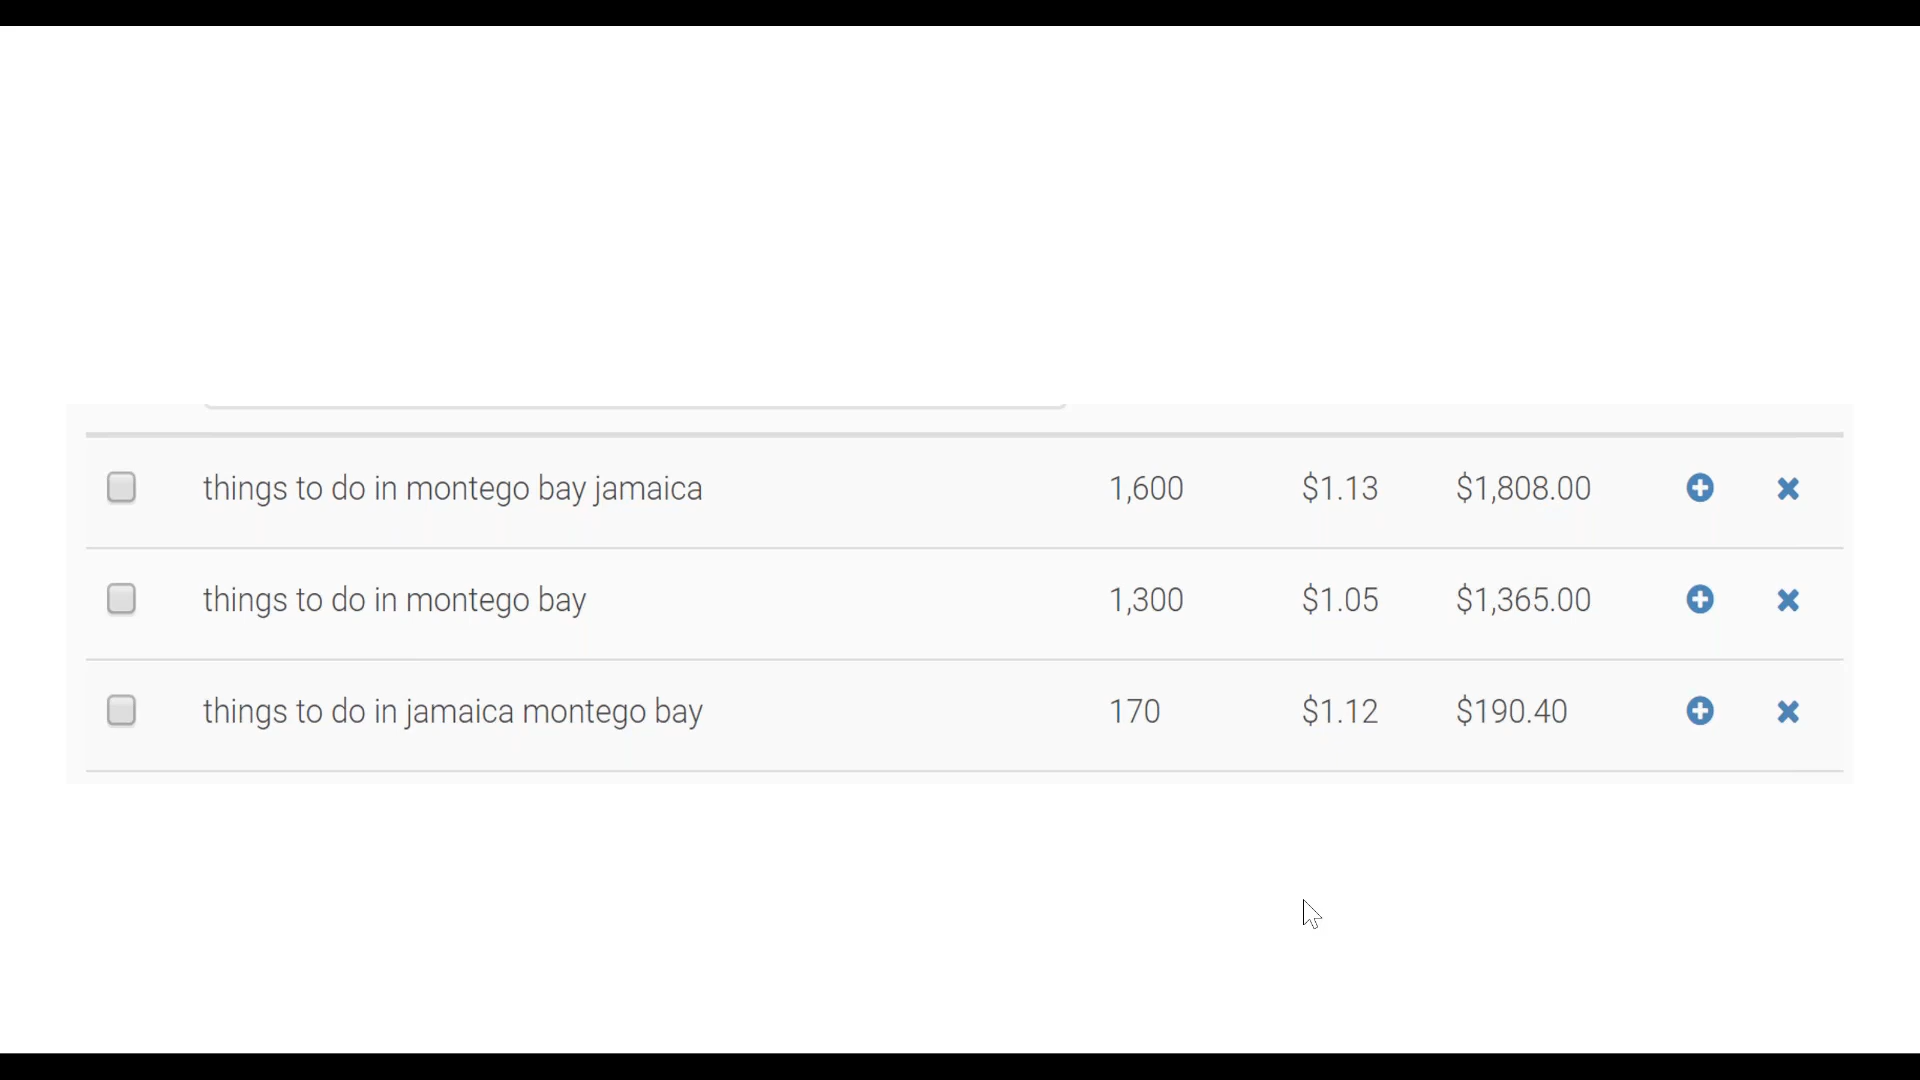 things to do in montego bay jamaica 1,600 $1.13 $1,808.00
things to do in montego bay 1,300 $1.05 $1,365.00
things to do in jamaica montego bay 170 $1.12 $190.40